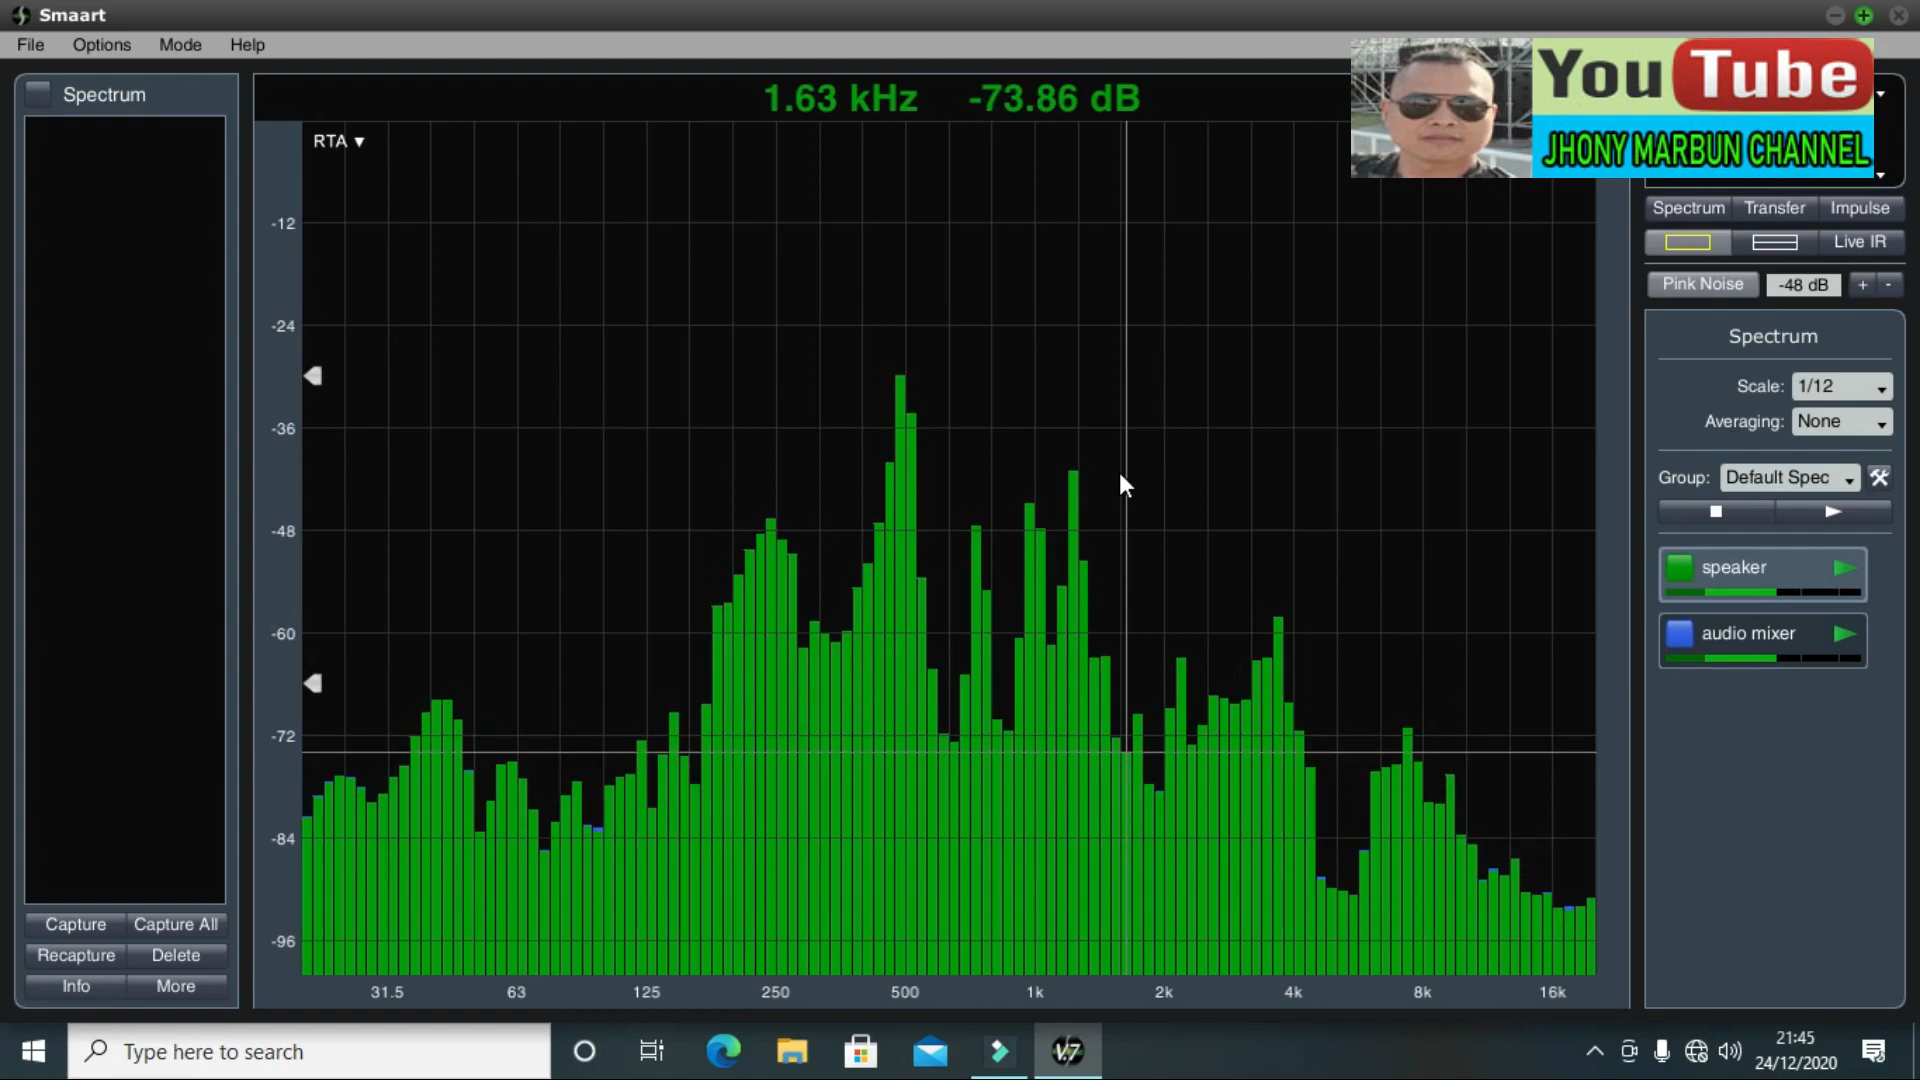 Smaart
File Options Mode Help
You Tube
JHONY MARBUN CHANNEL
Spectrum
1.63 kHz -73.86 dB
RTA
-12
-24
-36
-48
-60
-72
-84
-96
31.5 63 125 250 500 1k 2k 4k 8k 16k
Capture Capture All
Recapture Delete
Info More
Spectrum Transfer Impulse
Live IR
Pink Noise -48 dB + -
Spectrum
Scale: 1/12
Averaging: None
Group: Default Spec
speaker
audio mixer
Type here to search
V.7
21:45
24/12/2020